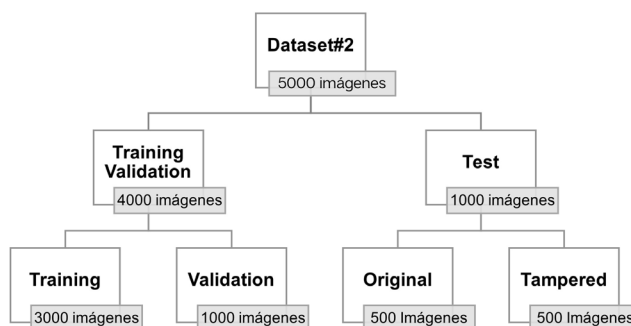 Dataset#2
5000 imágenes
Training
Validation
4000 imágenes
Test
1000 imágenes
Training
3000 imágenes
Validation
1000 imágenes
Original
500 Imágenes
Tampered
500 Imágenes